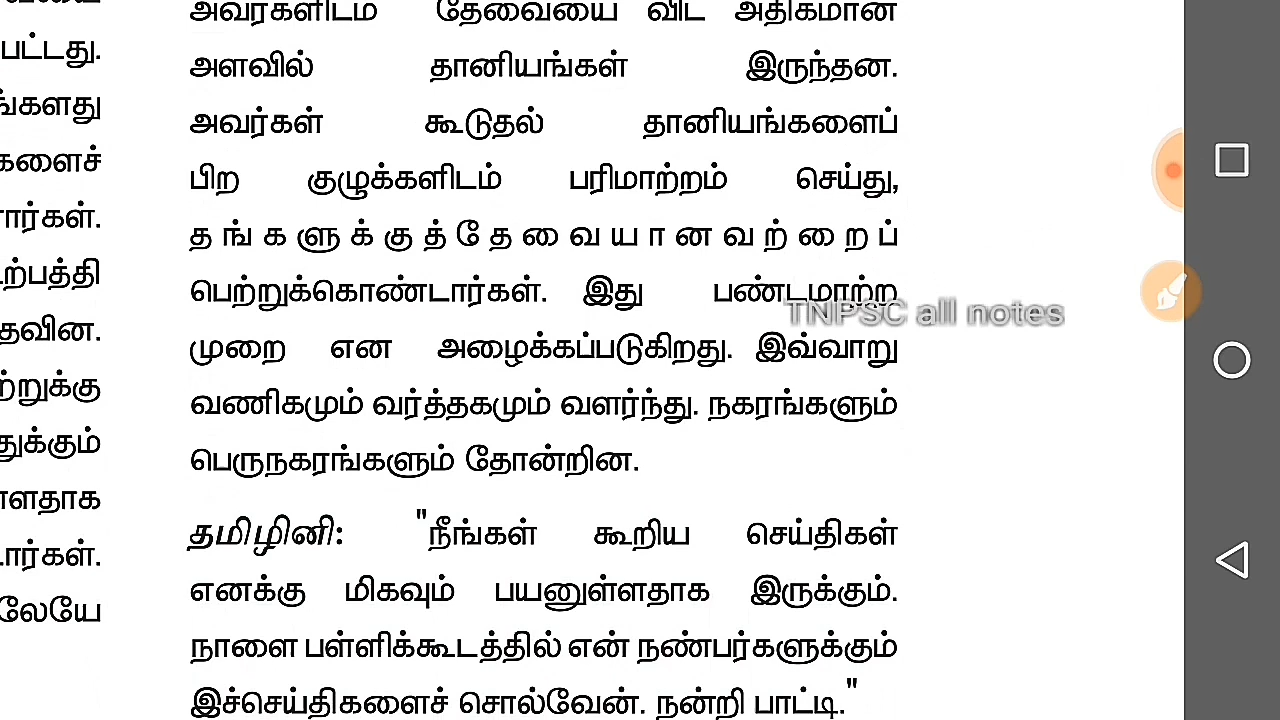 பட்டது.
ங்களது
களைச்
ார்கள்.
ற்பத்தி
தவின.
ற்றுக்கு
துக்கும்
ளதாக
ார்கள்.
லேயே
அவர்களிடம் தேவையை விட அதிகமான
அளவில் தானியங்கள் இருந்தன.
அவர்கள் கூடுதல் தானியங்களைப்
பிற குழுக்களிடம் பரிமாற்றம் செய்து,
தங்களுக்குத்தேவையானவற்றைப்
பெற்றுக்கொண்டார்கள். இது பண்டமாற்ற
முறை என அழைக்கப்படுகிறது. இவ்வாறு
வணிகமும் வர்த்தகமும் வளர்ந்து. நகரங்களும்
பெருநகரங்களும் தோன்றின.
தமிழினி: "நீங்கள் கூறிய செய்திகள்
எனக்கு மிகவும் பயனுள்ளதாக இருக்கும்.
நாளை பள்ளிக்கூடத்தில் என் நண்பர்களுக்கும்
இச்செய்திகளைச் சொல்வேன். நன்றி பாட்டி."
TNPSC all notes